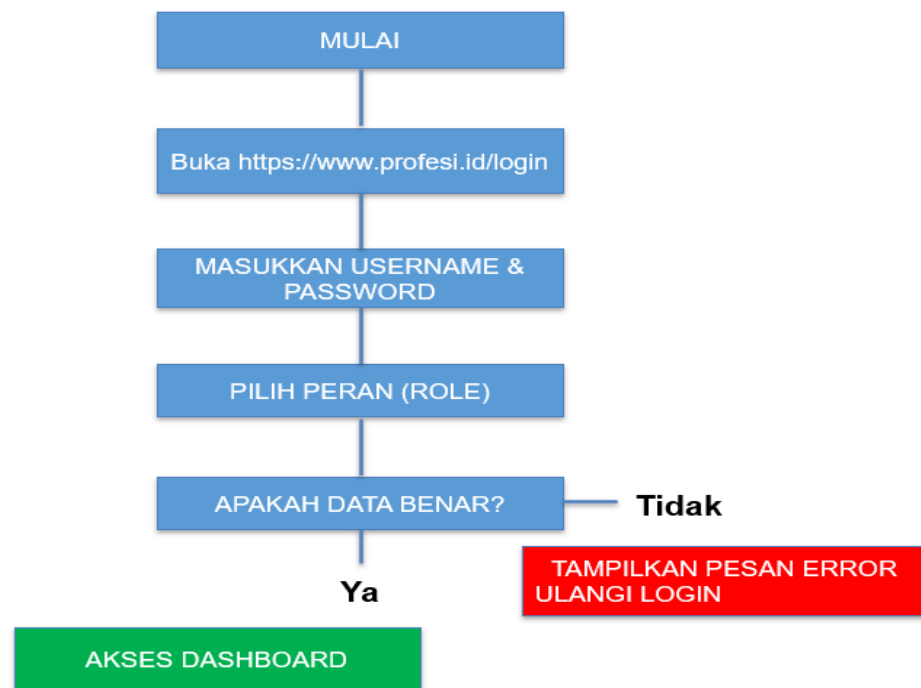 MULAI
Buka https://www.profesi.id/login
MASUKKAN USERNAME &
PASSWORD
PILIH PERAN (ROLE)
APAKAH DATA BENAR?
Tidak
TAMPILKAN PESAN ERROR
ULANGI LOGIN
Ya
AKSES DASHBOARD